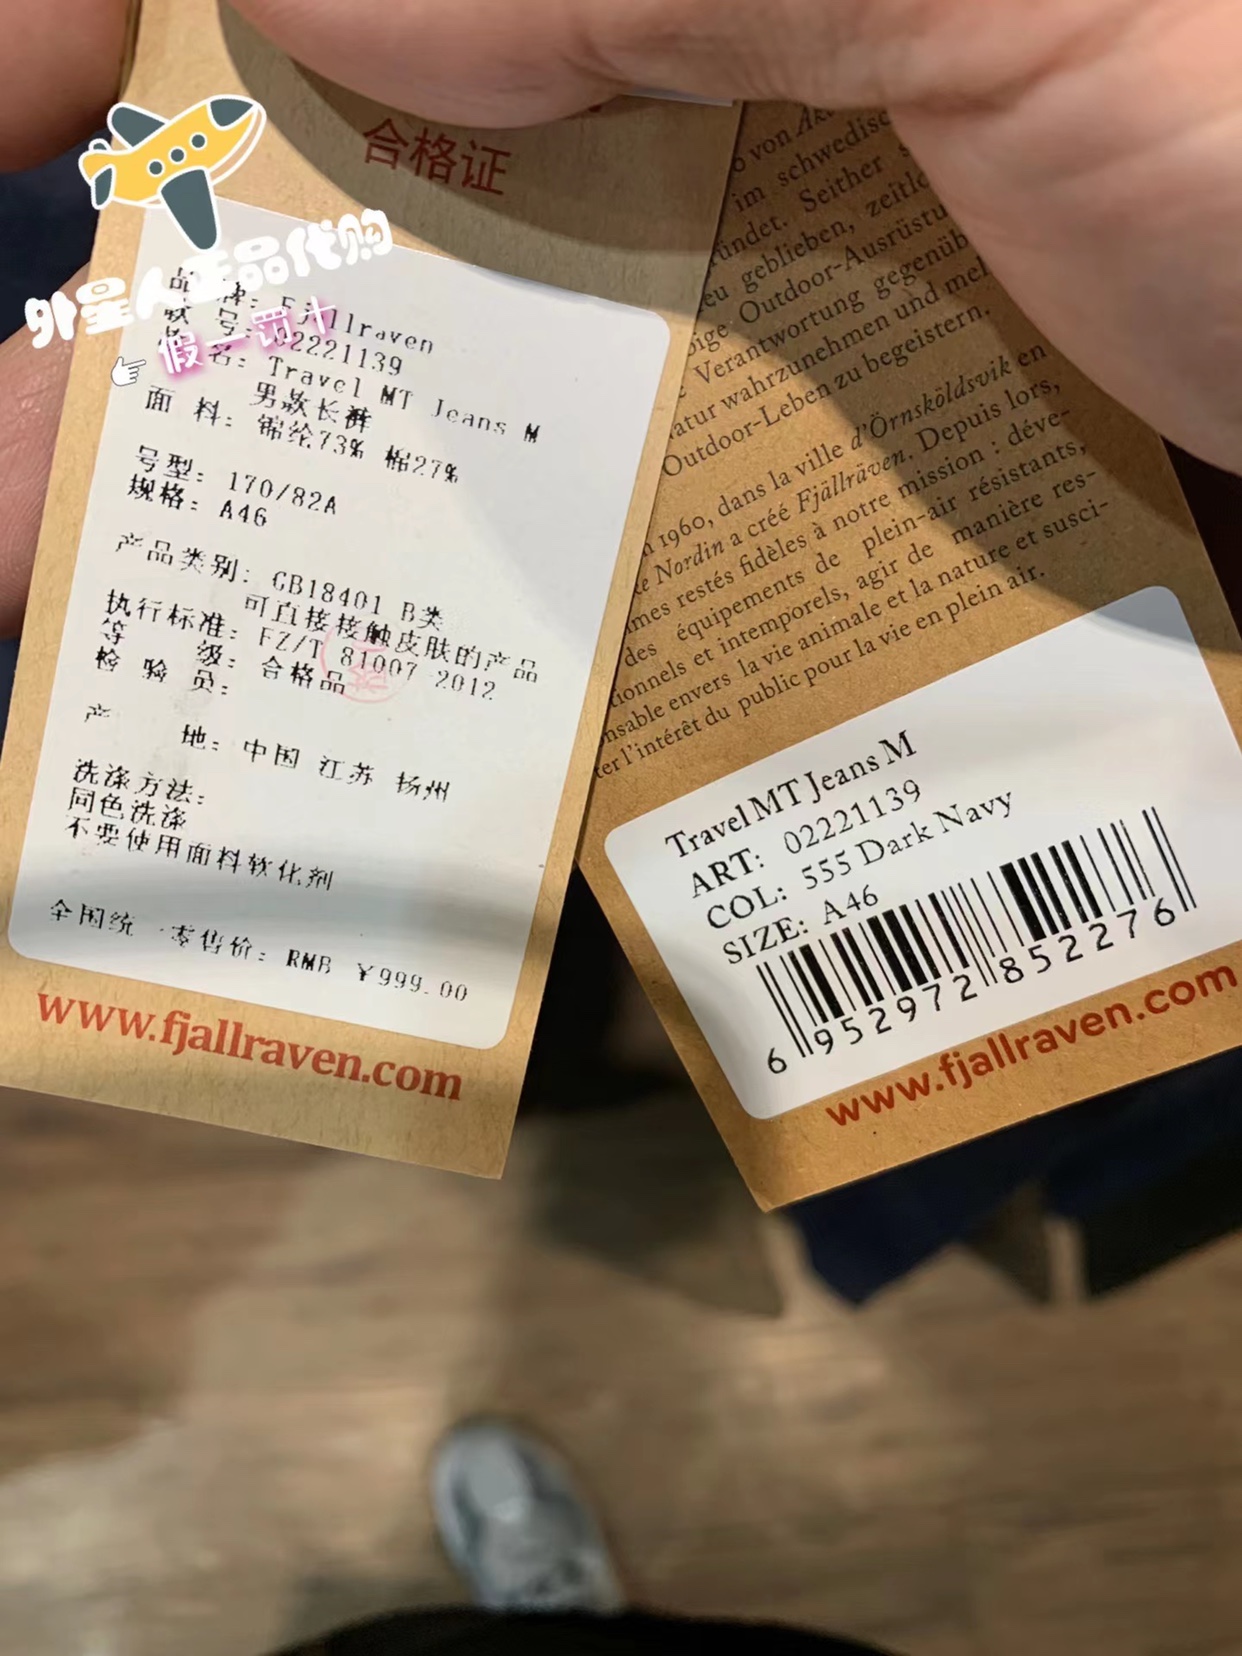 外星人正品代购
假一罚十
合格证
品 牌: Fjallraven
款 号: 02221139
名: Travel MT Jeans M
男款长裤
面 料: 锦纶73% 棉27%
号型: 170/82A
规格: A46
产品类别: GB18401 B类
可直接接触皮肤的产品
执行标准: FZ/T 81007 2012
等 级: 合格品
检 验 员:
产 地: 中国 江苏 扬州
洗涤方法:
同色洗涤
不要使用面料软化剂
全国统一零售价: RMB ￥999.00
www.fjallraven.com
von
im schwedisc
ründet. Seither
eu geblieben, zeitlo
Outdoor-Ausrüstu
Verantwortung gegenüb
atur wahrzunehmen und mel
Outdoor-Leben zu begeistern.
1960, dans la ville d'Örnsköldsvik en
Nordin a créé Fjällräven. Depuis lors,
mes restés fidèles à notre mission : déve-
des équipements de plein-air résistants,
tionnels et intemporels, agir de manière res-
onsable envers la vie animale et la nature et susci-
ter l'intérêt du public pour la vie en plein air.
Travel MT Jeans M
ART: 02221139
COL: 555 Dark Navy
SIZE: A46
6 952972 852276
www.fjallraven.com